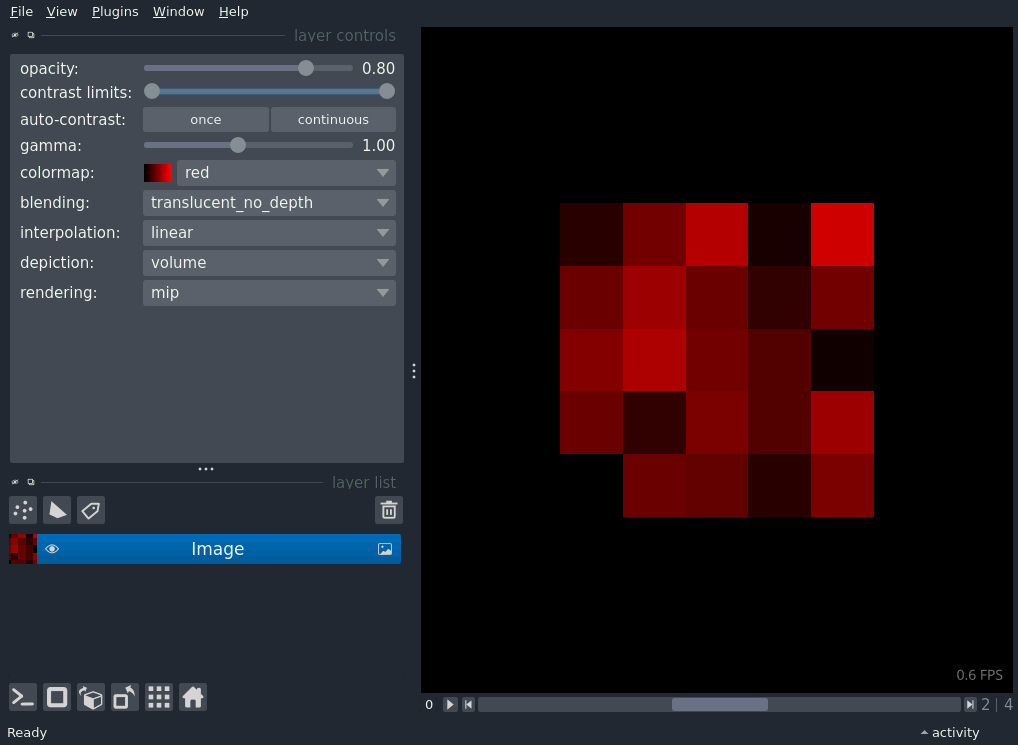 File View Plugins Window Help
layer controls
opacity: 0.80
contrast limits:
auto-contrast: once continuous
gamma: 1.00
colormap: red
blending: translucent_no_depth
interpolation: linear
depiction: volume
rendering: mip
layer list
Image
0.6 FPS
0 2 | 4
Ready activity